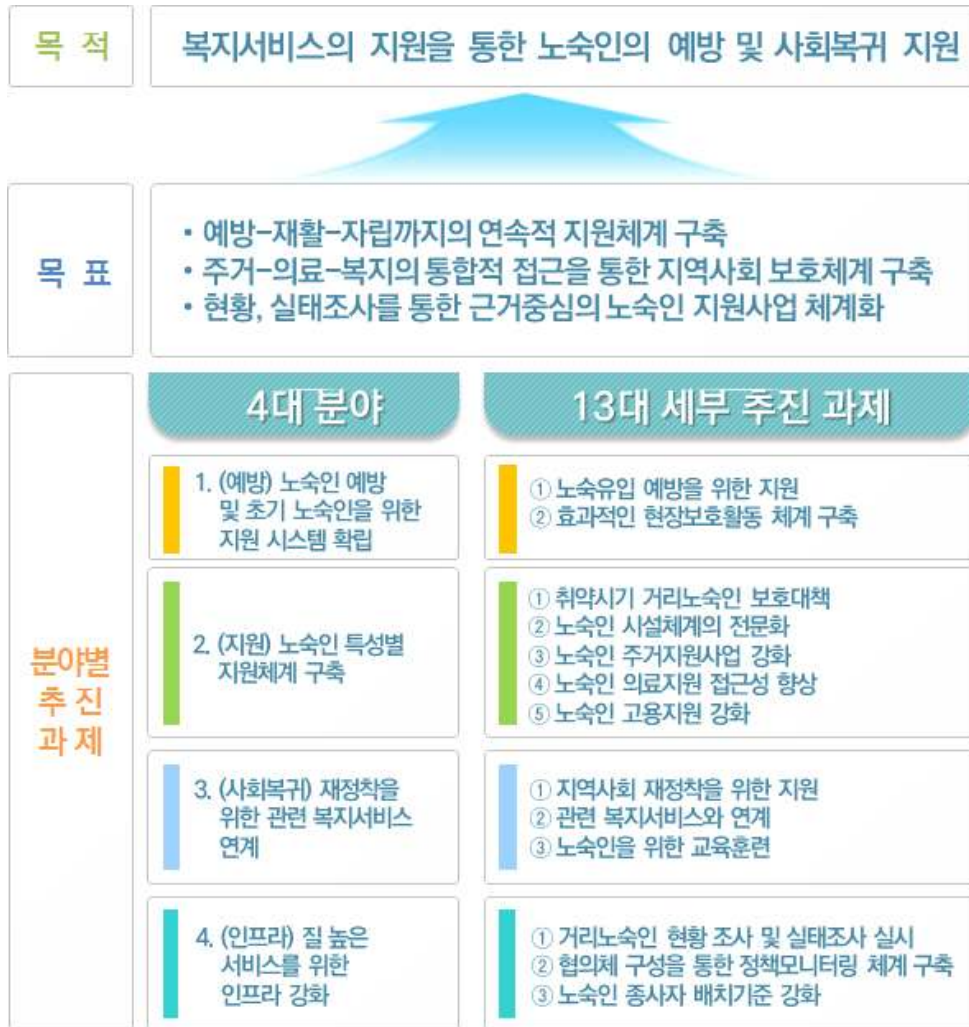 목 적
복지서비스의 지원을 통한 노숙인의 예방 및 사회복귀 지원
목 표
• 예방-재활-자립까지의 연속적 지원체계 구축
• 주거-의료-복지의 통합적 접근을 통한 지역사회 보호체계 구축
• 현황, 실태조사를 통한 근거중심의 노숙인 지원사업 체계화
분야별
추 진
과 제
4대 분야
13대 세부 추진 과제
1. (예방) 노숙인 예방
및 초기 노숙인을 위한
지원 시스템 확립
① 노숙유입 예방을 위한 지원
② 효과적인 현장보호활동 체계 구축
2. (지원) 노숙인 특성별
지원체계 구축
① 취약시기 거리노숙인 보호대책
② 노숙인 시설체계의 전문화
③ 노숙인 주거지원사업 강화
④ 노숙인 의료지원 접근성 향상
⑤ 노숙인 고용지원 강화
3. (사회복귀) 재정착을
위한 관련 복지서비스
연계
① 지역사회 재정착을 위한 지원
② 관련 복지서비스와 연계
③ 노숙인을 위한 교육훈련
4. (인프라) 질 높은
서비스를 위한
인프라 강화
① 거리노숙인 현황 조사 및 실태조사 실시
② 협의체 구성을 통한 정책모니터링 체계 구축
③ 노숙인 종사자 배치기준 강화